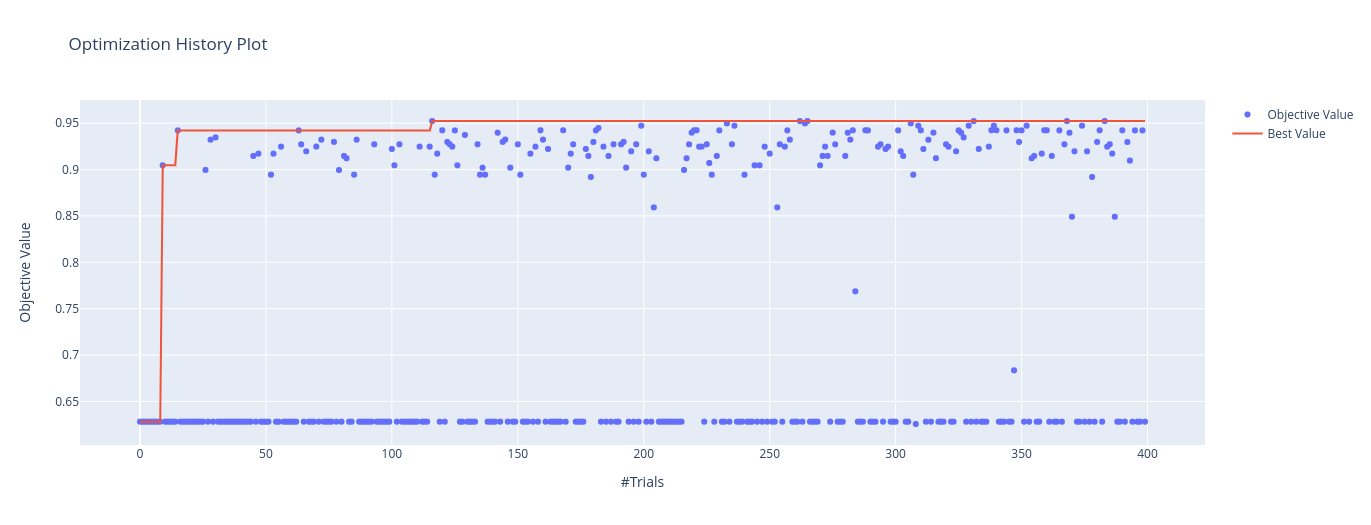 Optimization History Plot
Objective Value
Best Value
0.95
0.9
0.85
0.8
0.75
0.7
0.65
Objective Value
0 50 100 150 200 250 300 350 400
#Trials